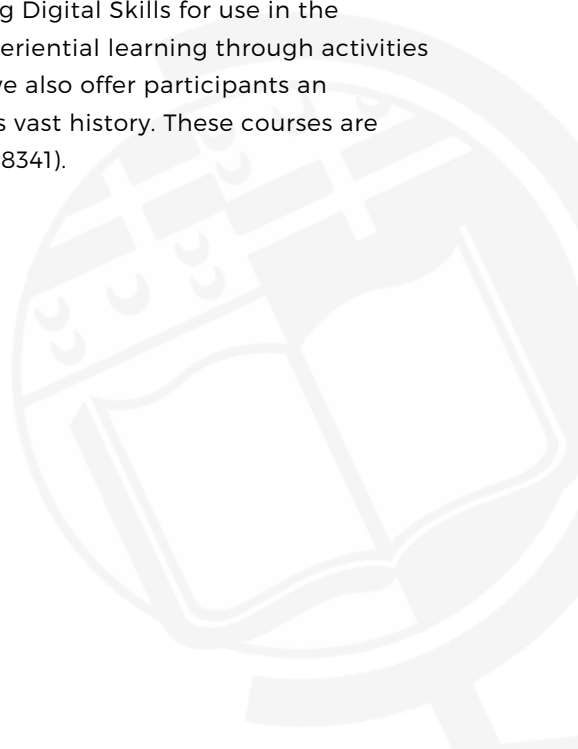 g Digital Skills for use in the
eriential learning through activities
ve also offer participants an
s vast history. These courses are
8341).